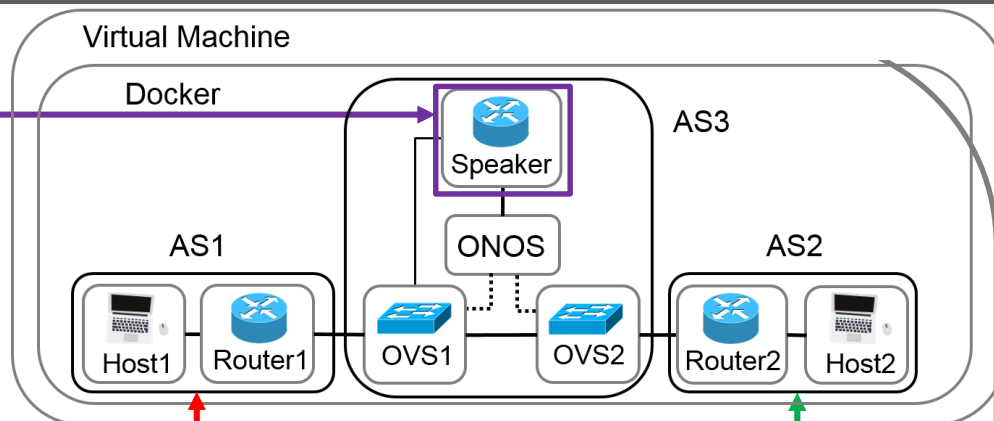 Virtual Machine
Docker
AS3
Speaker
ONOS
AS1
AS2
Host1
Router1
OVS1
OVS2
Router2
Host2